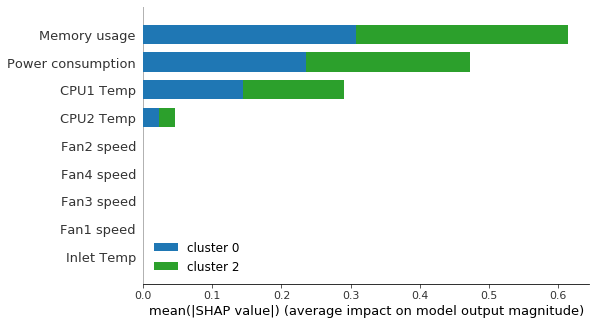 Memory usage
Power consumption
CPU1 Temp
CPU2 Temp
Fan2 speed
Fan4 speed
Fan3 speed
Fan1 speed
Inlet Temp
cluster 0
cluster 2
0.0 0.1 0.2 0.3 0.4 0.5 0.6
mean(|SHAP value|) (average impact on model output magnitude)